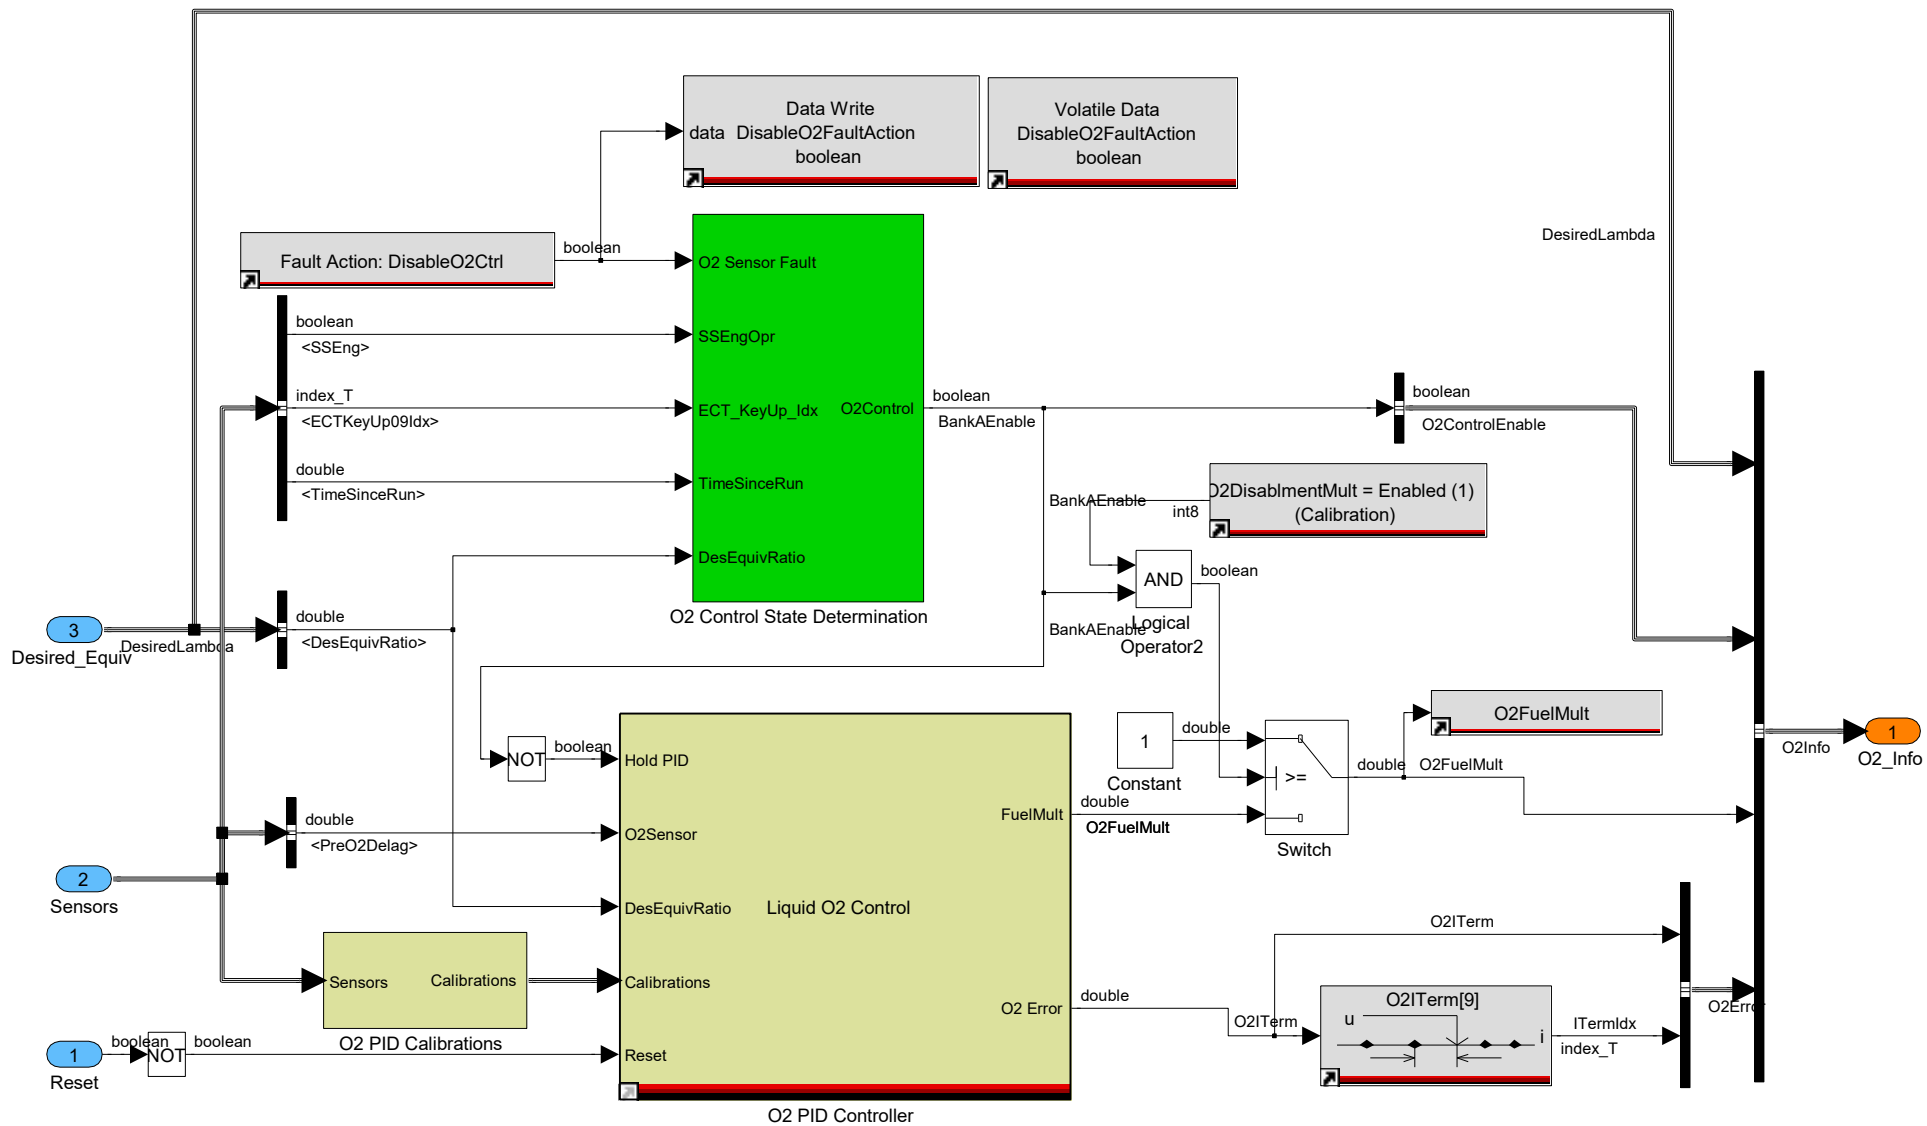 Data Write
data DisableO2FaultAction
boolean
Volatile Data
DisableO2FaultAction
boolean
DesiredLambda
Fault Action: DisableO2Ctrl
boolean
O2 Sensor Fault
boolean
<SSEng>
SSEngOpr
index_T
<ECTKeyUp09Idx>
ECT_KeyUp_Idx
O2Control
boolean
BankAEnable
boolean
O2ControlEnable
double
<TimeSinceRun>
TimeSinceRun
BankAEnable
int8
O2DisablmentMult = Enabled (1)
(Calibration)
DesEquivRatio
AND
boolean
O2 Control State Determination
BankAEnable
Logical
Operator2
3
Desired_Equiv
DesiredLambda
double
<DesEquivRatio>
NOT
boolean
Hold PID
1
Constant
double
>=
Switch
double
O2FuelMult
O2FuelMult
O2Info
1
O2_Info
double
<PreO2Delag>
O2Sensor
FuelMult
double
O2FuelMult
2
Sensors
DesEquivRatio
Liquid O2 Control
O2ITerm
Sensors
Calibrations
O2 PID Calibrations
Calibrations
O2 Error
double
O2ITerm
O2ITerm[9]
u
i
ITermIdx
index_T
O2Error
1
Reset
boolean
NOT
boolean
Reset
O2 PID Controller